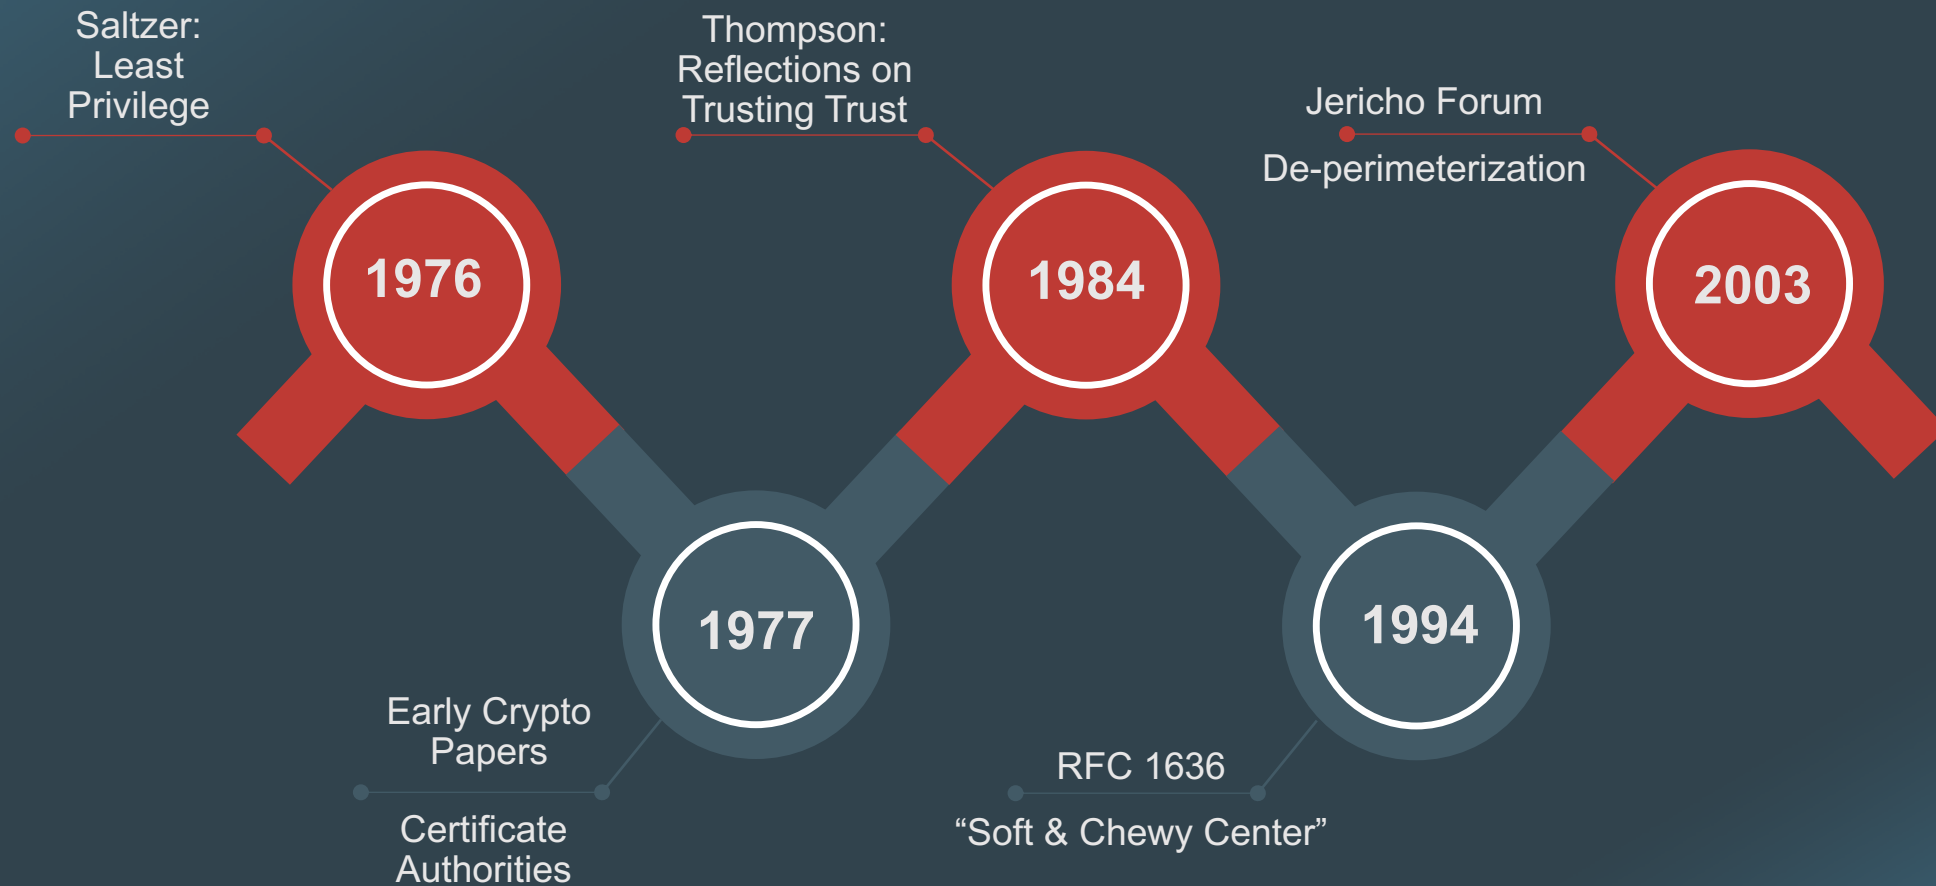 Saltzer:
Least
Privilege
1976
Early Crypto
Papers
Certificate
Authorities
1977
Thompson:
Reflections on
Trusting Trust
1984
RFC 1636
“Soft & Chewy Center”
1994
Jericho Forum
De-perimeterization
2003